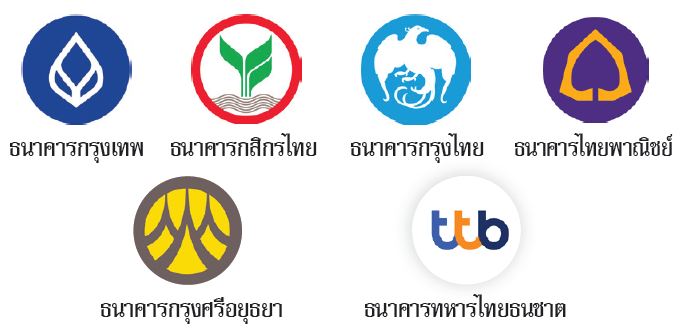 ธนาคารกรุงเทพ ธนาคารกสิกรไทย ธนาคารกรุงไทย ธนาคารไทยพาณิชย์
ttb
ธนาคารกรุงศรีอยุธยา ธนาคารทหารไทยธนชาต